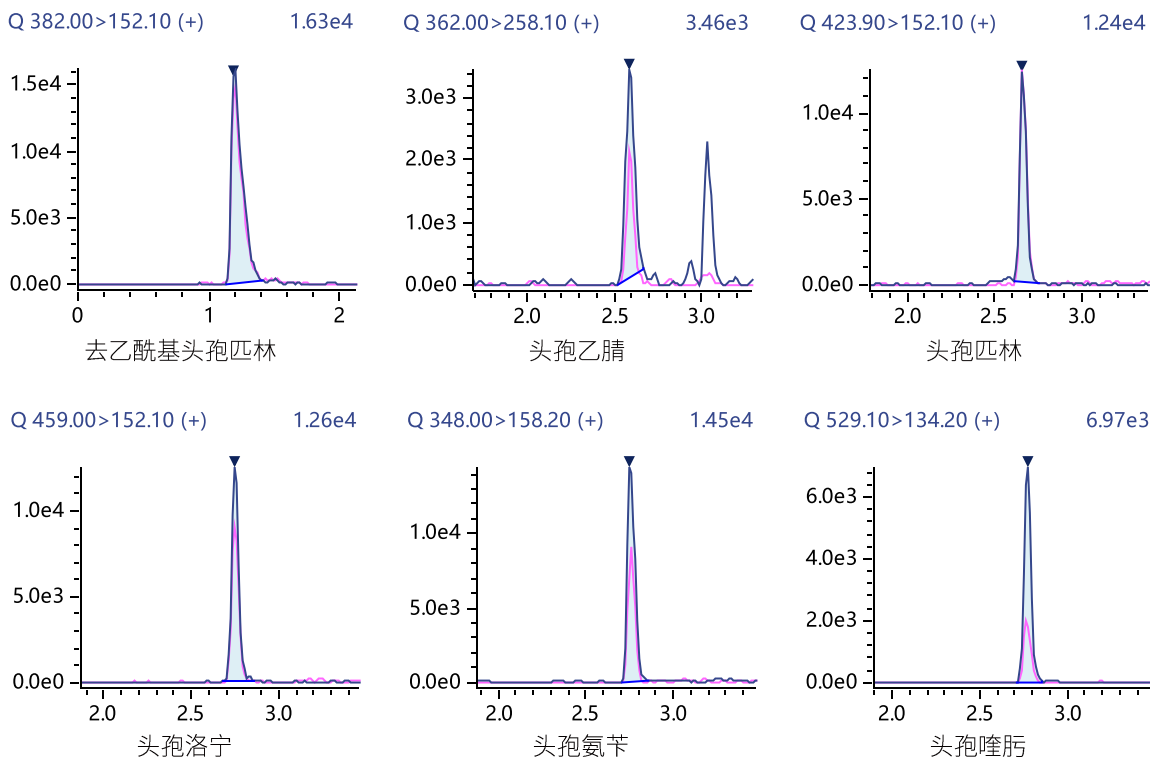 Q 382.00>152.10 (+) 1.63e4
1.5e4
1.0e4
5.0e3
0.0e0
0 1 2
去乙酰基头孢匹林
Q 362.00>258.10 (+) 3.46e3
3.0e3
2.0e3
1.0e3
0.0e0
2.0 2.5 3.0
头孢乙腈
Q 423.90>152.10 (+) 1.24e4
1.0e4
5.0e3
0.0e0
2.0 2.5 3.0
头孢匹林
Q 459.00>152.10 (+) 1.26e4
1.0e4
5.0e3
0.0e0
2.0 2.5 3.0
头孢洛宁
Q 348.00>158.20 (+) 1.45e4
1.0e4
5.0e3
0.0e0
2.0 2.5 3.0
头孢氨苄
Q 529.10>134.20 (+) 6.97e3
6.0e3
4.0e3
2.0e3
0.0e0
2.0 2.5 3.0
头孢喹肟